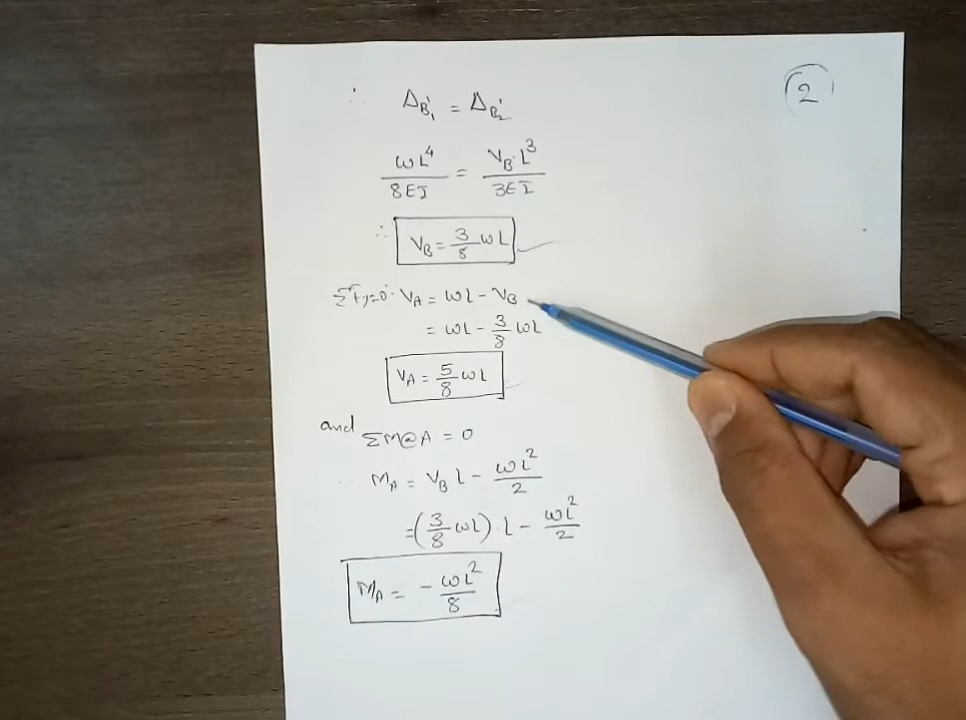 2
∴ Δ_B'₁ = Δ_B'₂
ωL⁴/8EI = V_B·L³/3EI
∴ V_B = 3/8 ωL
ΣFy=0· V_A = ωL - V_B
= ωL - 3/8 ωL
V_A = 5/8 ωL
and ΣM@A = 0
M_A = V_B L - ωL²/2
= (3/8 ωL)·L - ωL²/2
M_A = - ωL²/8